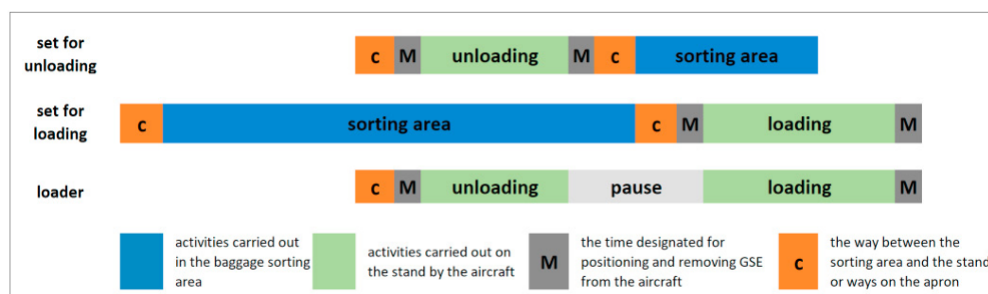 set for
unloading
c M unloading M c sorting area
set for
loading
c sorting area c M loading M
loader
c M unloading pause loading M
activities carried out
in the baggage sorting
area
activities carried out on
the stand by the aircraft
M
the time designated for
positioning and removing GSE
from the aircraft
c
the way between the
sorting area and the stand
or ways on the apron